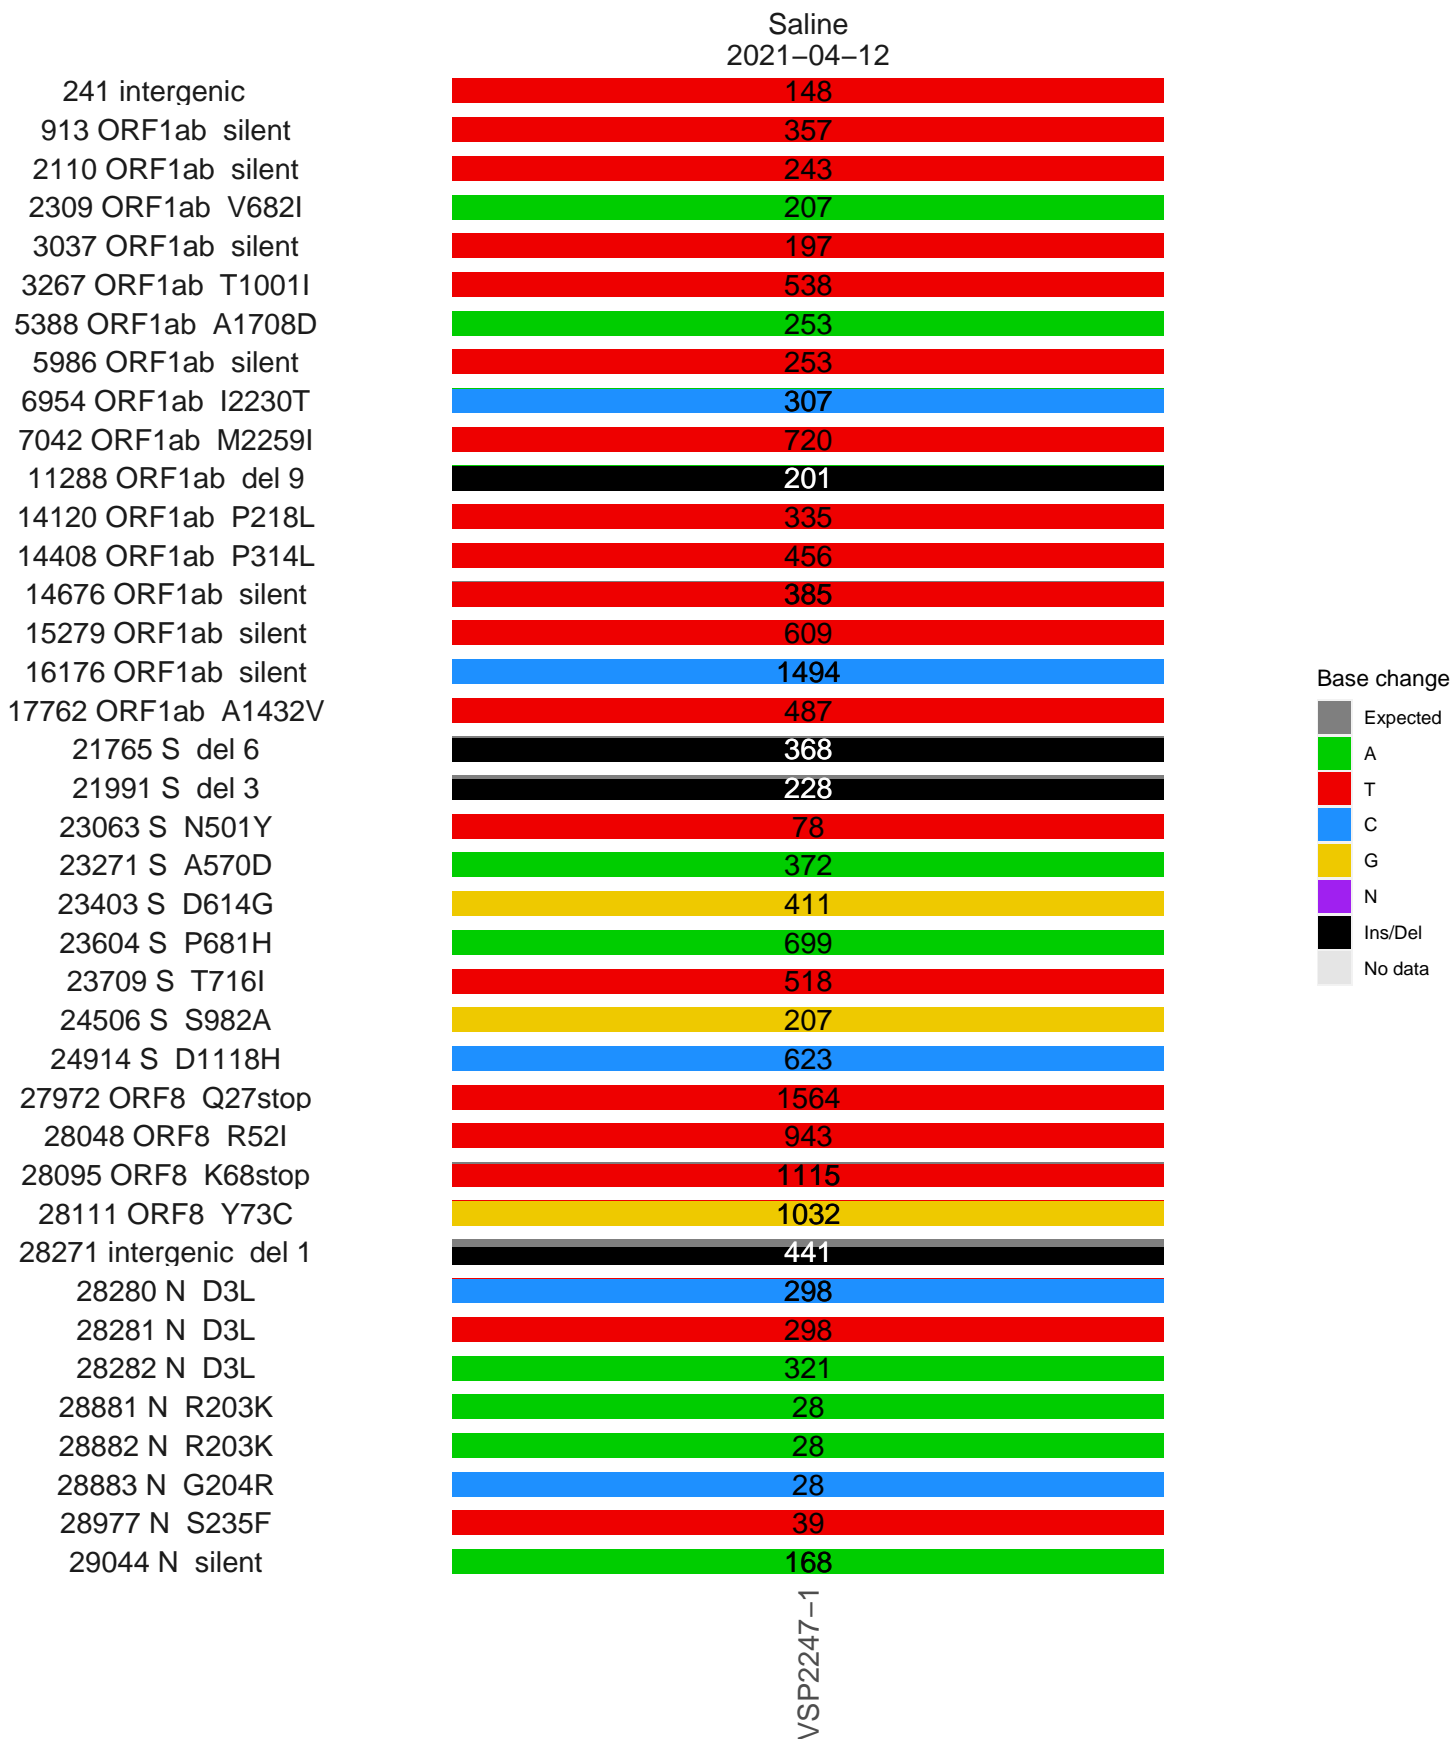 Saline
2021−04−12
241 intergenic 148
913 ORF1ab silent 357
2110 ORF1ab silent 243
2309 ORF1ab V682I 207
3037 ORF1ab silent 197
3267 ORF1ab T1001I 538
5388 ORF1ab A1708D 253
5986 ORF1ab silent 253
6954 ORF1ab I2230T 307
7042 ORF1ab M2259I 720
11288 ORF1ab del 9 201
14120 ORF1ab P218L 335
14408 ORF1ab P314L 456
14676 ORF1ab silent 385
15279 ORF1ab silent 609
16176 ORF1ab silent 1494
17762 ORF1ab A1432V 487
21765 S del 6 368
21991 S del 3 228
23063 S N501Y 78
23271 S A570D 372
23403 S D614G 411
23604 S P681H 699
23709 S T716I 518
24506 S S982A 207
24914 S D1118H 623
27972 ORF8 Q27stop 1564
28048 ORF8 R52I 943
28095 ORF8 K68stop 1115
28111 ORF8 Y73C 1032
28271 intergenic del 1 441
28280 N D3L 298
28281 N D3L 298
28282 N D3L 321
28881 N R203K 28
28882 N R203K 28
28883 N G204R 28
28977 N S235F 39
29044 N silent 168
VSP2247−1
Base change
Expected
A
T
C
G
N
Ins/Del
No data